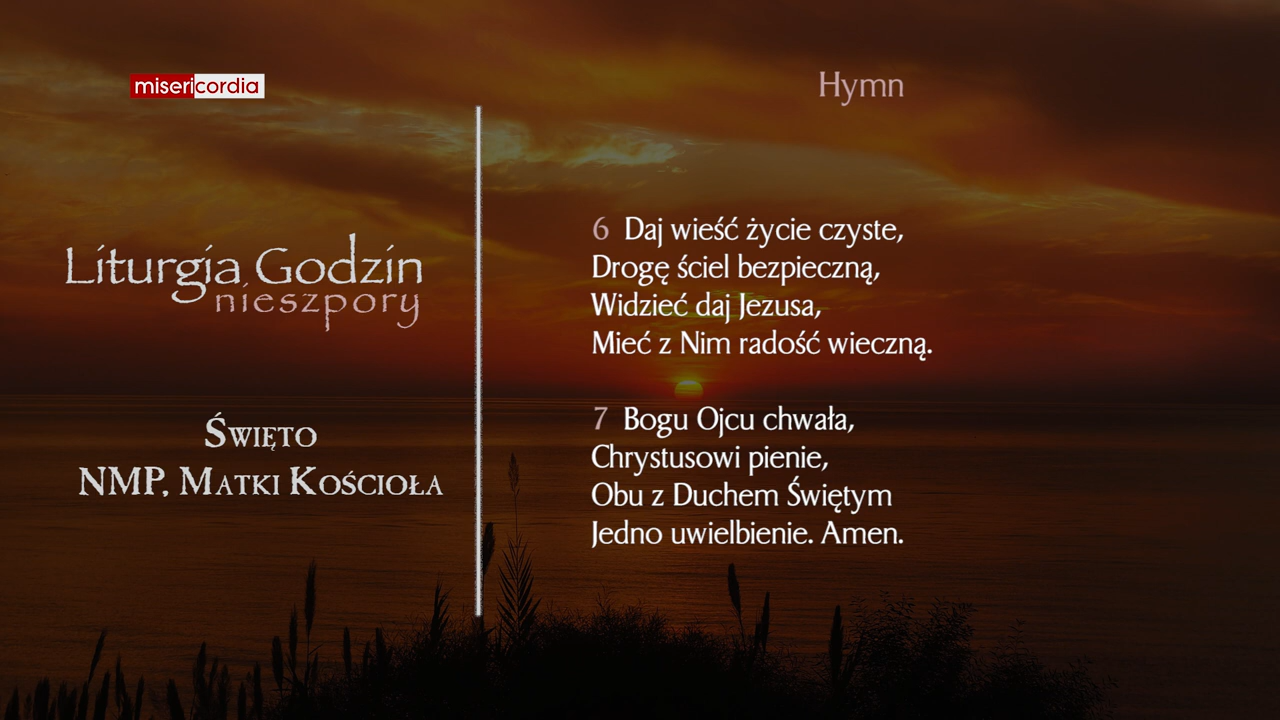 misericordia
Liturgia Godzin
nieszpory
Święto
NMP, Matki Kościoła
Hymn
6 Daj wieść życie czyste,
Drogę ściel bezpieczną,
Widzieć daj Jezusa,
Mieć z Nim radość wieczną.
7 Bogu Ojcu chwała,
Chrystusowi pienie,
Obu z Duchem Świętym
Jedno uwielbienie. Amen.